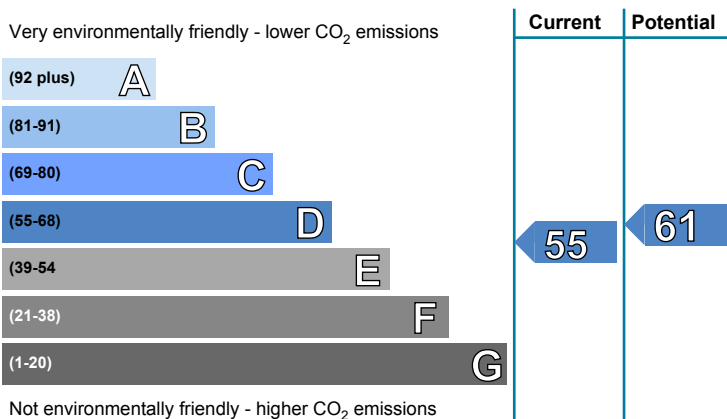 Very environmentally friendly - lower CO2 emissions
Current
Potential
(92 plus) A
(81-91) B
(69-80) C
(55-68) D
(39-54 E
(21-38) F
(1-20) G
55
61
Not environmentally friendly - higher CO2 emissions